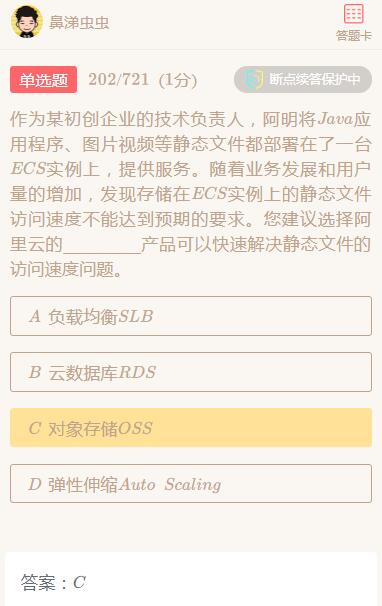 鼻涕虫虫
答题卡
单选题 202/721 (1分) 断点续答保护中
作为某初创企业的技术负责人，阿明将Java应
用程序、图片视频等静态文件都部署在了一台
ECS实例上，提供服务。随着业务发展和用户
量的增加，发现存储在ECS实例上的静态文件
访问速度不能达到预期的要求。您建议选择阿
里云的________产品可以快速解决静态文件的
访问速度问题。
A 负载均衡SLB
B 云数据库RDS
C 对象存储OSS
D 弹性伸缩Auto Scaling
答案：C